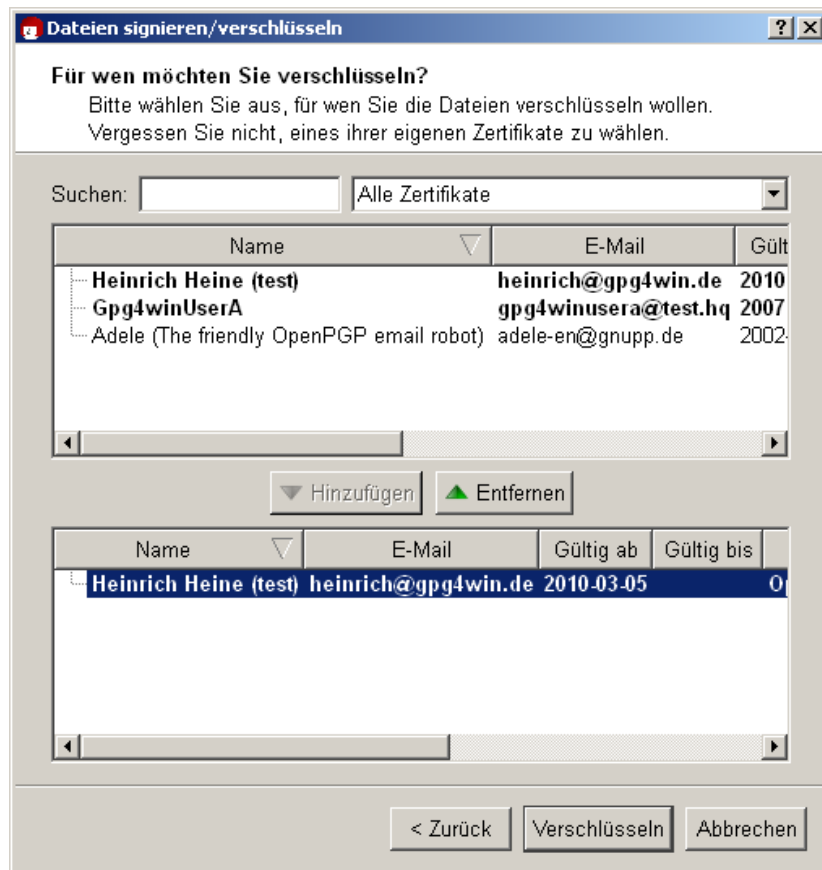 Dateien signieren/verschlüsseln
Für wen möchten Sie verschlüsseln?
Bitte wählen Sie aus, für wen Sie die Dateien verschlüsseln wollen.
Vergessen Sie nicht, eines ihrer eigenen Zertifikate zu wählen.
Suchen: Alle Zertifikate
Name E-Mail Gült
Heinrich Heine (test) heinrich@gpg4win.de 2010
Gpg4winUserA gpg4winusera@test.hq 2007
Adele (The friendly OpenPGP email robot) adele-en@gnupp.de 2002-
Hinzufügen Entfernen
Name E-Mail Gültig ab Gültig bis
Heinrich Heine (test) heinrich@gpg4win.de 2010-03-05
< Zurück Verschlüsseln Abbrechen